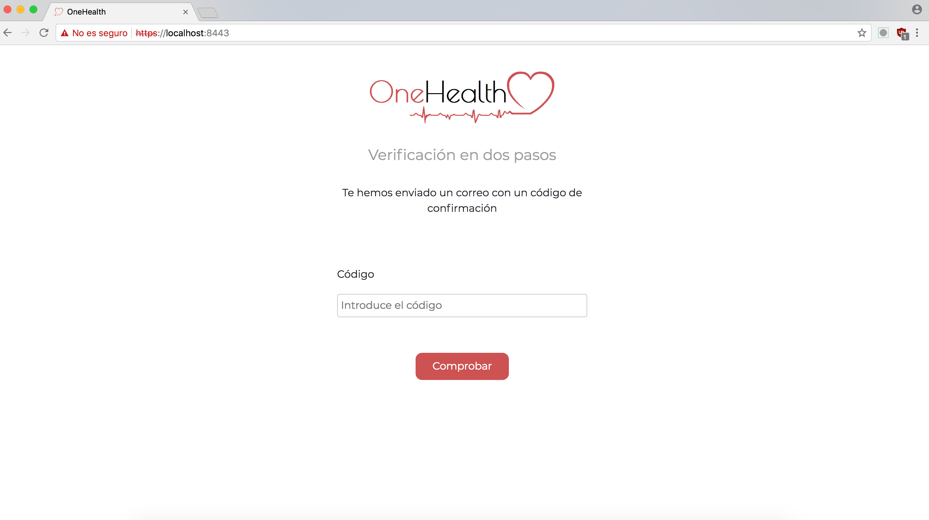 OneHealth
No es seguro https://localhost:8443
OneHealth
Verificación en dos pasos
Te hemos enviado un correo con un código de
confirmación
Código
Introduce el código
Comprobar